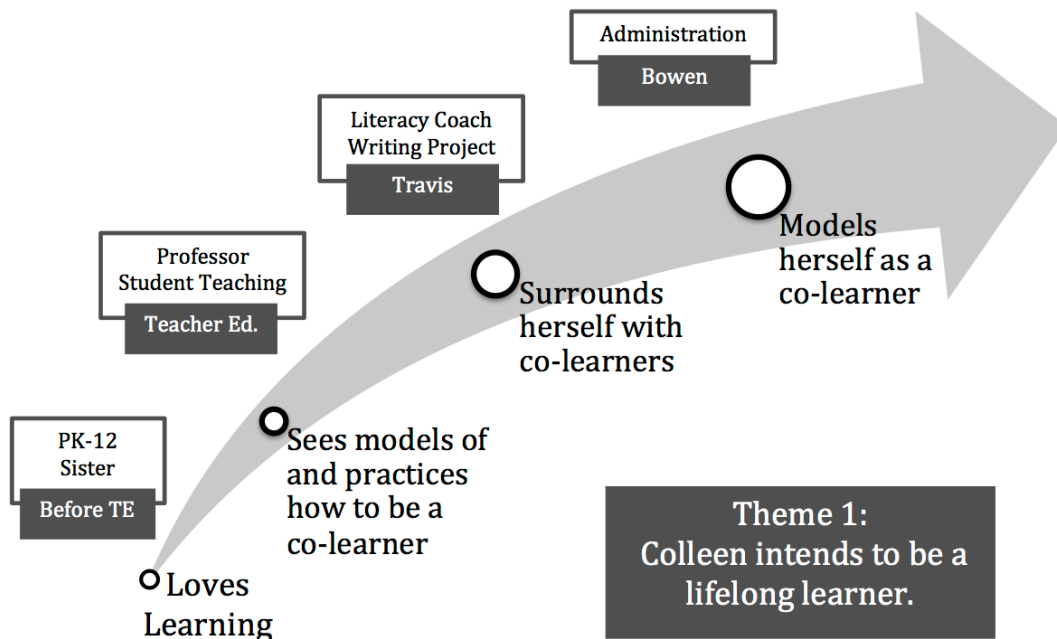 Administration
Bowen
Literacy Coach
Writing Project
Travis
Models
herself as a
co-learner
Professor
Student Teaching
Teacher Ed.
Surrounds
herself with
co-learners
PK-12
Sister
Before TE
Sees models of
and practices
how to be a
co-learner
Loves
Learning
Theme 1:
Colleen intends to be a
lifelong learner.